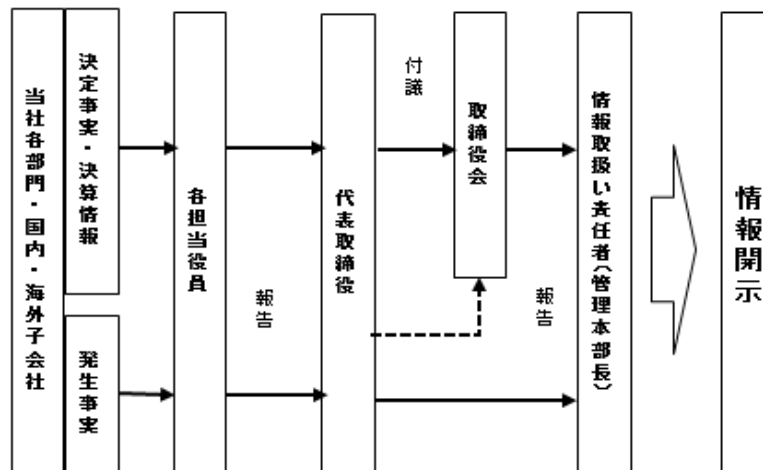 当社各部門・国内・海外子会社
決定事実・決算情報
発生事実
各担当役員
報告
代表取締役
付議
取締役会
報告
情報取扱い責任者（管理本部長）
情報開示